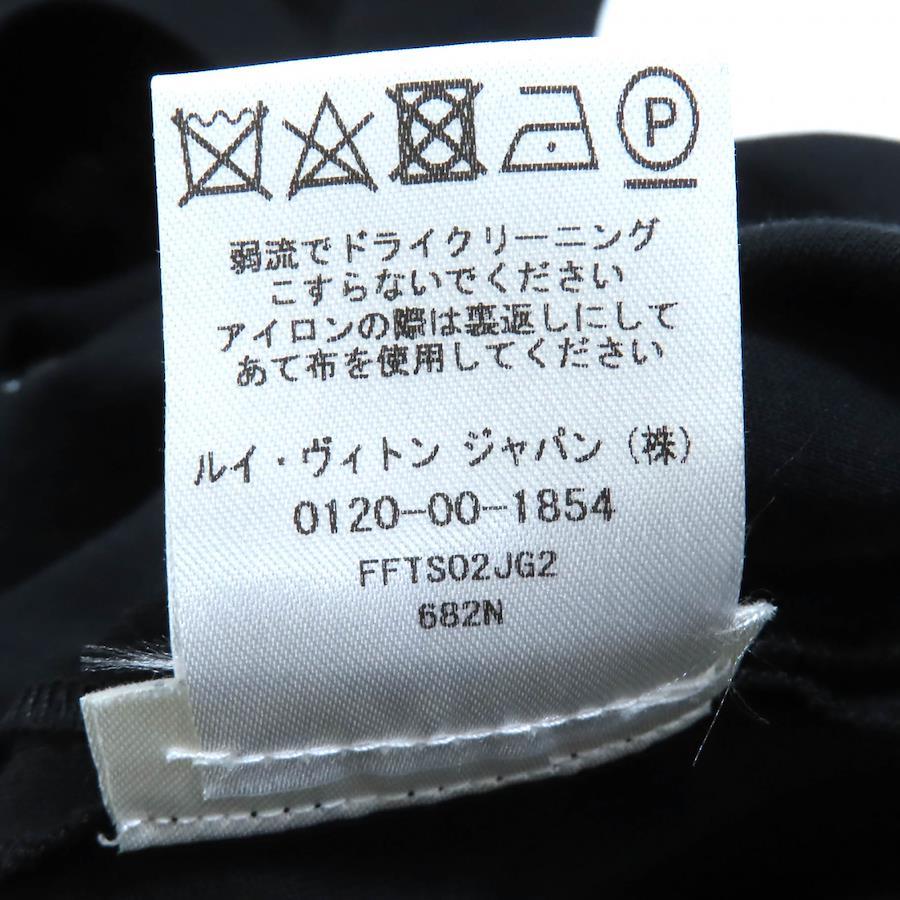 P
弱流でドライクリーニング
こすらないでください
アイロンの際は裏返しにして
あて布を使用してください
ルイ・ヴィトン ジャパン（株）
0120-00-1854
FFTS02JG2
682N